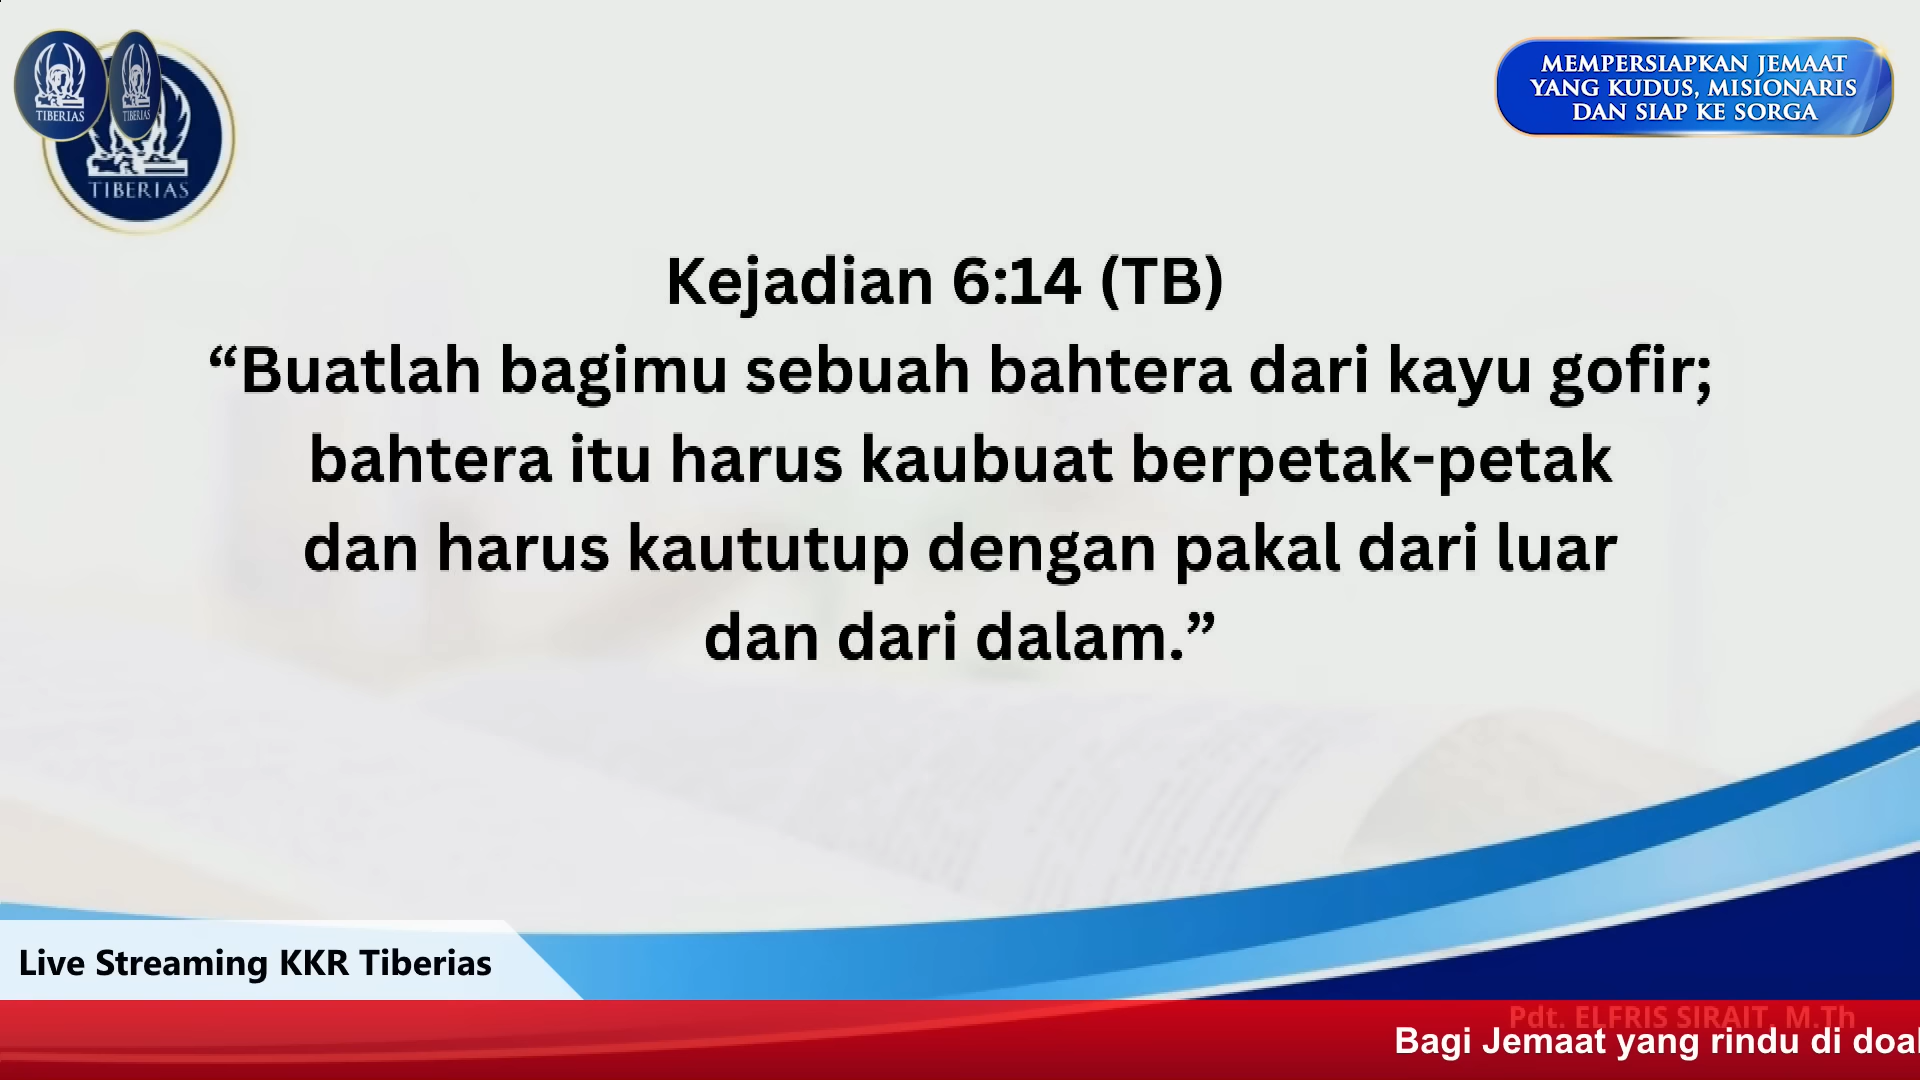 TIBERIAS
TIBERIAS
TIBERIAS
MEMPERSIAPKAN JEMAAT
YANG KUDUS, MISIONARIS
DAN SIAP KE SORGA
Kejadian 6:14 (TB)
“Buatlah bagimu sebuah bahtera dari kayu gofir;
bahtera itu harus kaubuat berpetak-petak
dan harus kaututup dengan pakal dari luar
dan dari dalam.”
Live Streaming KKR Tiberias
Pdt. ELFRIS SIRAIT, M.Th
Bagi Jemaat yang rindu di